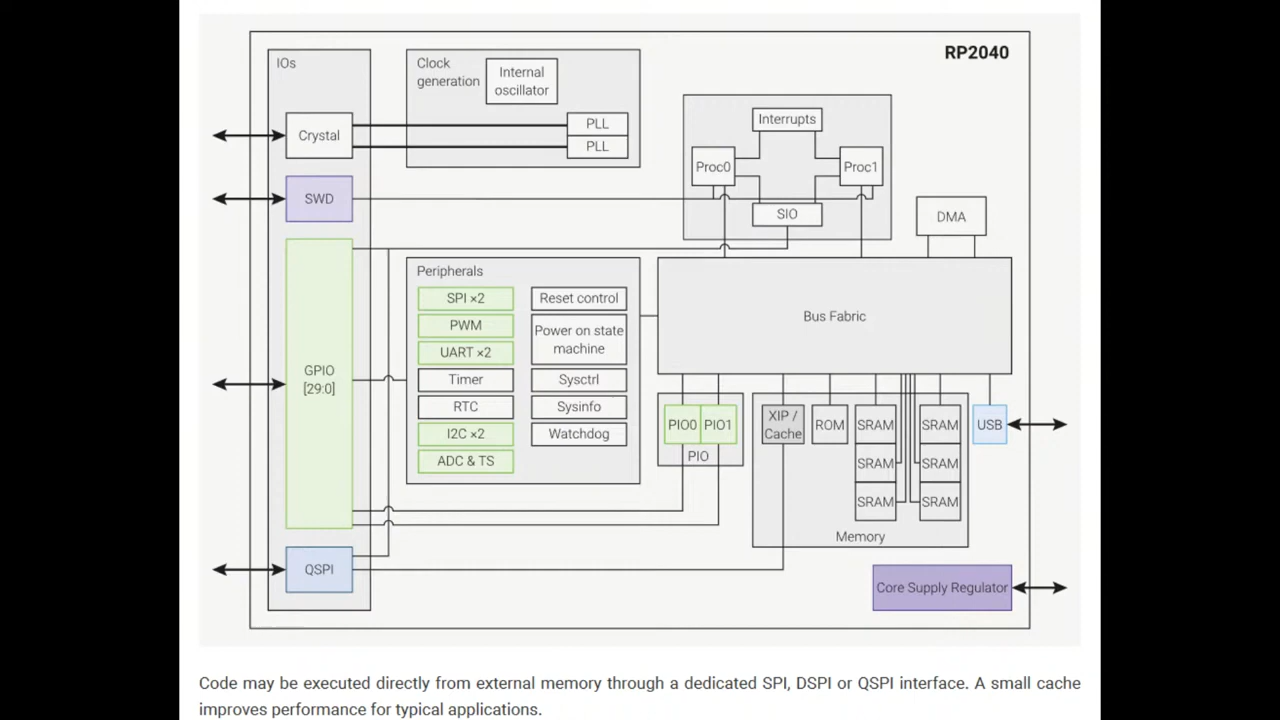 RP2040
IOs
Clock
generation
Internal
oscillator
Crystal
PLL
PLL
Interrupts
Proc0
Proc1
SWD
SIO
DMA
GPIO
[29:0]
Peripherals
SPI ×2
Reset control
PWM
Power on state
machine
UART ×2
Timer
Sysctrl
RTC
Sysinfo
I2C ×2
Watchdog
ADC & TS
Bus Fabric
PIO0
PIO1
PIO
XIP /
Cache
ROM
SRAM
SRAM
USB
SRAM
SRAM
SRAM
SRAM
Memory
QSPI
Core Supply Regulator
Code may be executed directly from external memory through a dedicated SPI, DSPI or QSPI interface. A small cache
improves performance for typical applications.